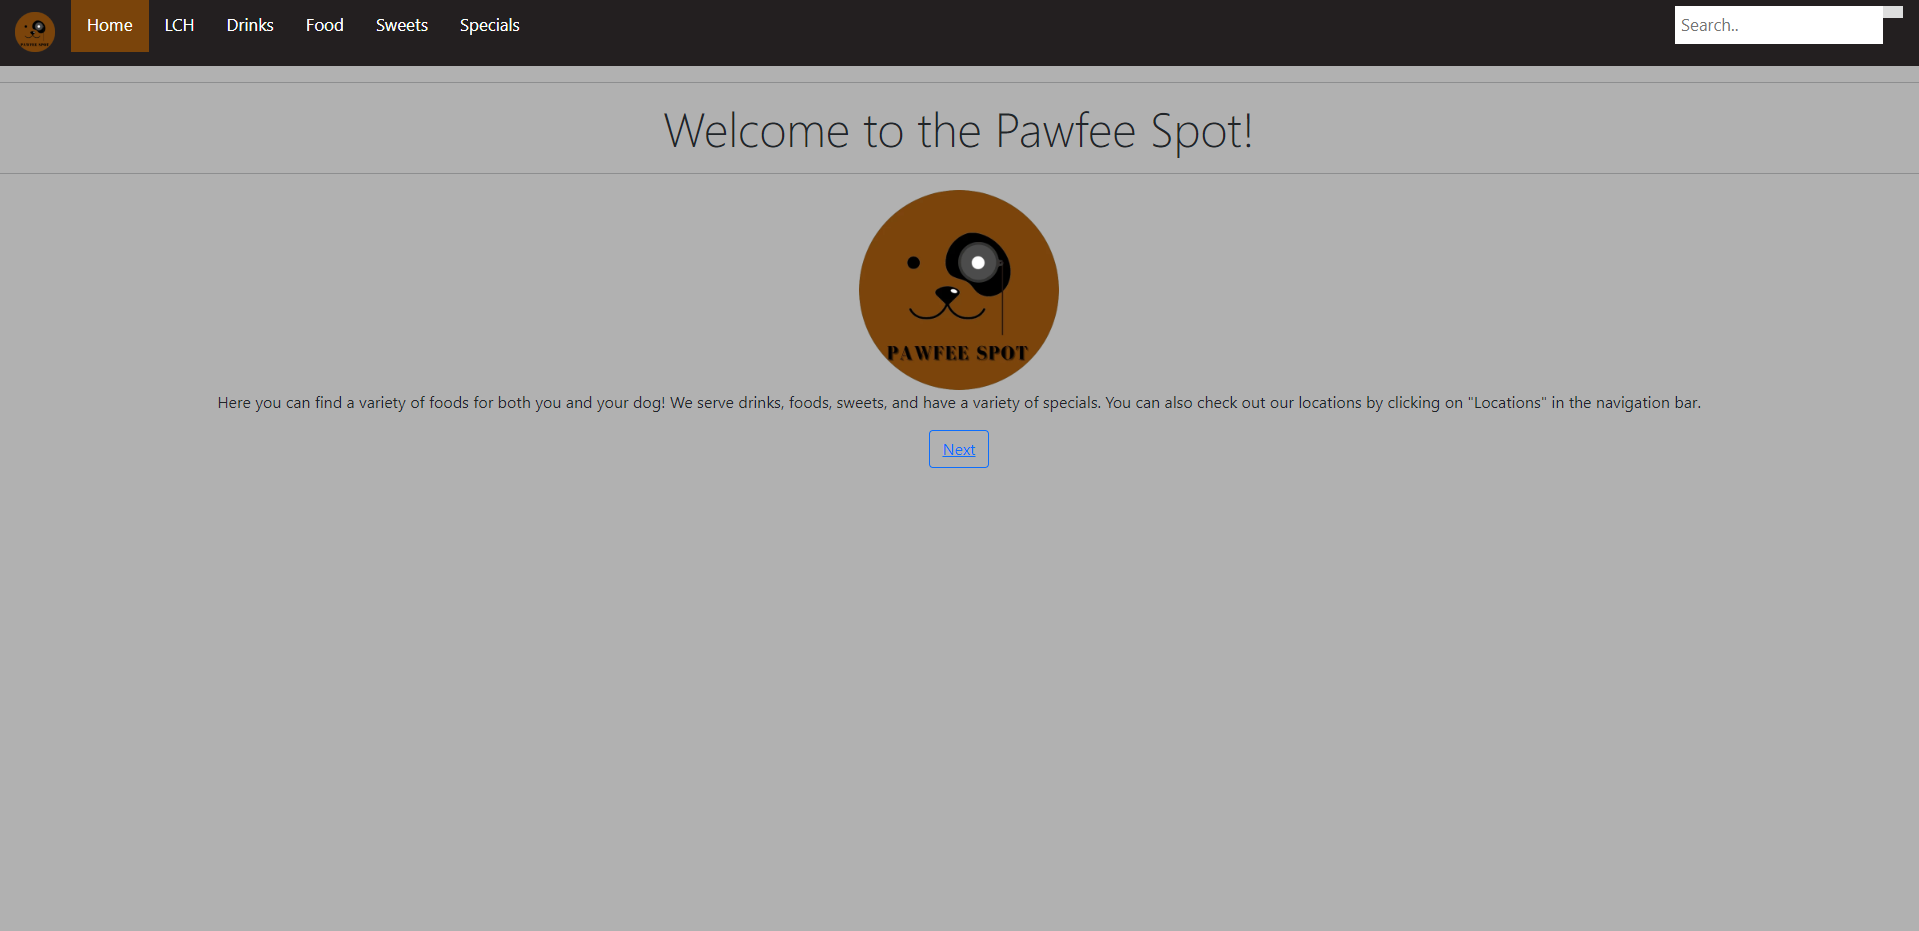 PAWFEE SPOT
Home LCH Drinks Food Sweets Specials Search..
Welcome to the Pawfee Spot!
PAWFEE SPOT
Here you can find a variety of foods for both you and your dog! We serve drinks, foods, sweets, and have a variety of specials. You can also check out our locations by clicking on "Locations" in the navigation bar.
Next